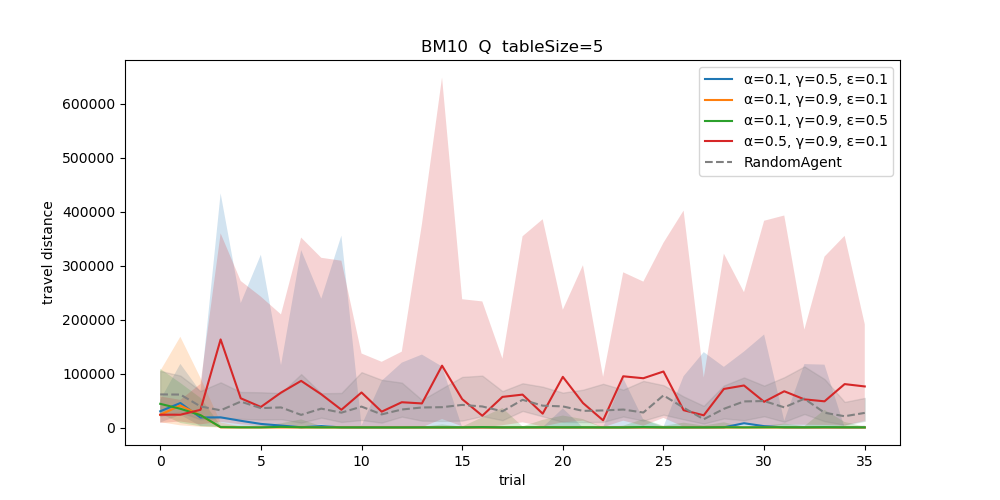 BM10 Q tableSize=5
travel distance
600000
500000
400000
300000
200000
100000
0
α=0.1, γ=0.5, ε=0.1
α=0.1, γ=0.9, ε=0.1
α=0.1, γ=0.9, ε=0.5
α=0.5, γ=0.9, ε=0.1
RandomAgent
0 5 10 15 20 25 30 35
trial